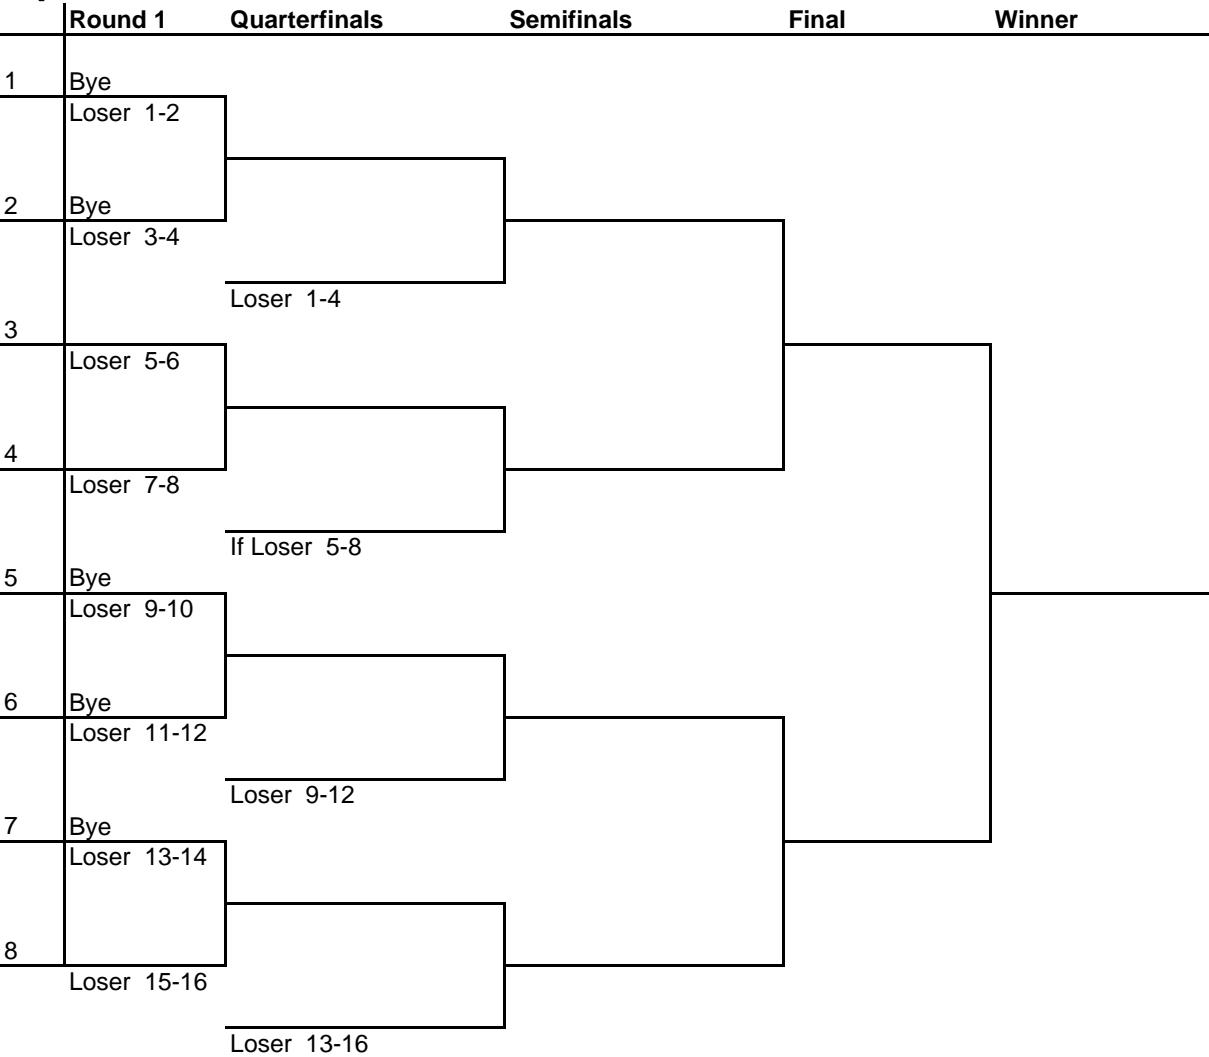 Round 1 Quarterfinals Semifinals Final Winner
1 Bye
Loser 1-2
2 Bye
Loser 3-4
Loser 1-4
3
Loser 5-6
4
Loser 7-8
If Loser 5-8
5 Bye
Loser 9-10
6 Bye
Loser 11-12
Loser 9-12
7 Bye
Loser 13-14
8
Loser 15-16
Loser 13-16